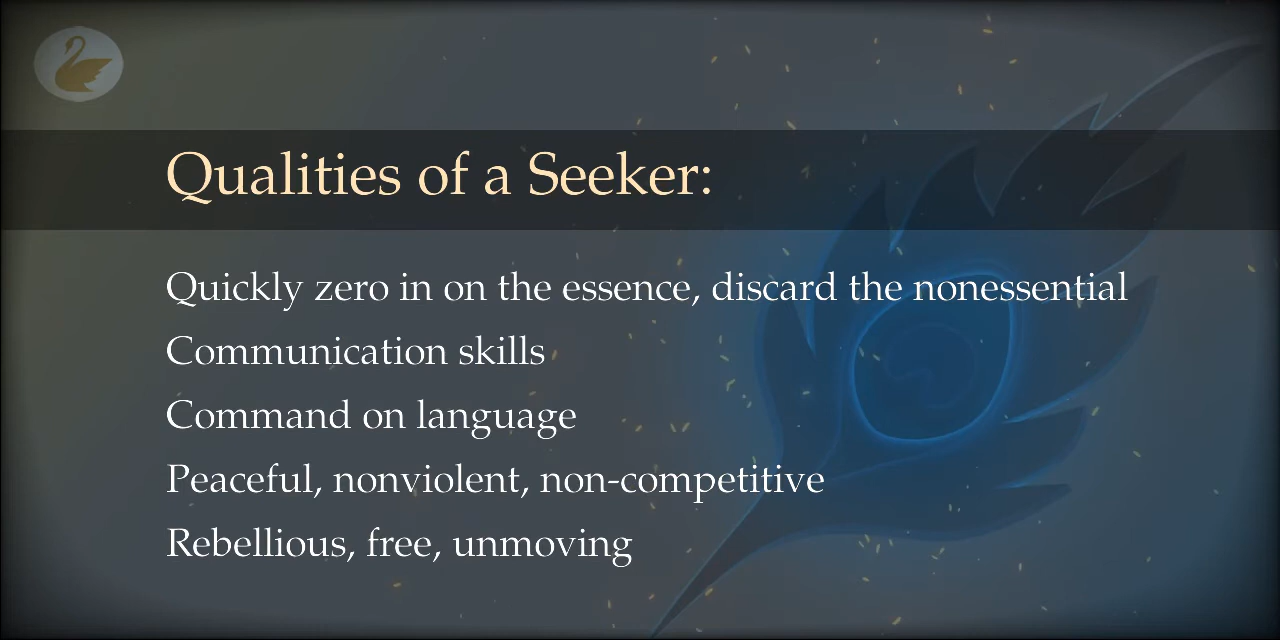 Qualities of a Seeker:
Quickly zero in on the essence, discard the nonessential
Communication skills
Command on language
Peaceful, nonviolent, non-competitive
Rebellious, free, unmoving